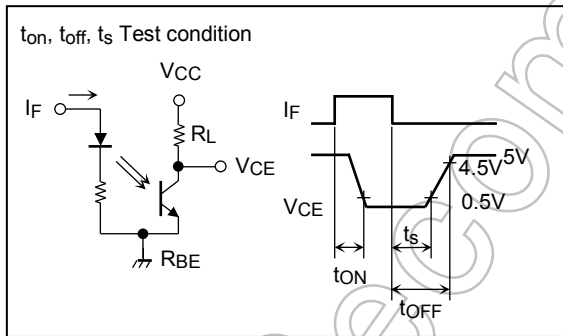 ton, toff, ts Test condition
VCC
IF
RL
VCE
RBE
IF
5V
4.5V
VCE
0.5V
ts
tON
tOFF
ecom